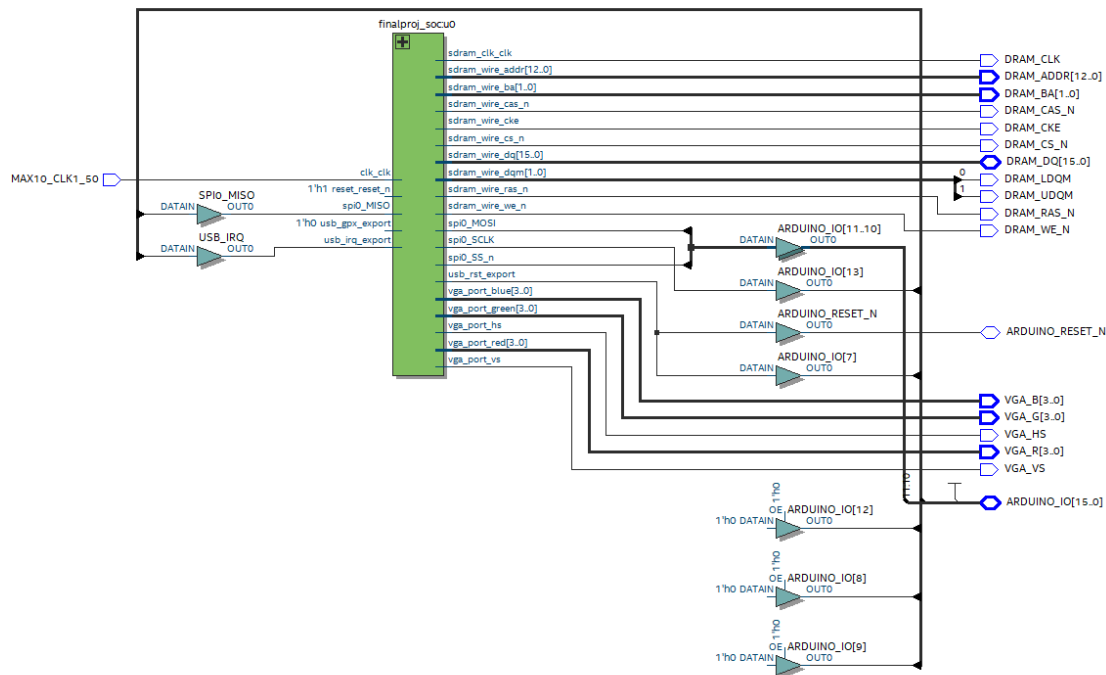 finalproj_soc:u0
sdram_clk_clk
sdram_wire_addr[12..0]
sdram_wire_ba[1..0]
sdram_wire_cas_n
sdram_wire_cke
sdram_wire_cs_n
sdram_wire_dq[15..0]
sdram_wire_dqm[1..0]
sdram_wire_ras_n
sdram_wire_we_n
spi0_MOSI
spi0_SCLK
spi0_SS_n
usb_rst_export
vga_port_blue[3..0]
vga_port_green[3..0]
vga_port_hs
vga_port_red[3..0]
vga_port_vs
clk_clk
1'h1 reset_reset_n
spi0_MISO
1'h0 usb_gpx_export
usb_irq_export
MAX10_CLK1_50
SPI0_MISO
DATAIN OUT0
USB_IRQ
DATAIN OUT0
DRAM_CLK
DRAM_ADDR[12..0]
DRAM_BA[1..0]
DRAM_CAS_N
DRAM_CKE
DRAM_CS_N
DRAM_DQ[15..0]
0
DRAM_LDQM
1
DRAM_UDQM
DRAM_RAS_N
DRAM_WE_N
ARDUINO_IO[11..10]
DATAIN OUT0
ARDUINO_IO[13]
DATAIN OUT0
ARDUINO_RESET_N
DATAIN OUT0
ARDUINO_RESET_N
ARDUINO_IO[7]
DATAIN OUT0
VGA_B[3..0]
VGA_G[3..0]
VGA_HS
VGA_R[3..0]
VGA_VS
11:10
ARDUINO_IO[15..0]
1'h0
OE ARDUINO_IO[12]
1'h0 DATAIN OUT0
1'h0
OE ARDUINO_IO[8]
1'h0 DATAIN OUT0
1'h0
OE ARDUINO_IO[9]
1'h0 DATAIN OUT0